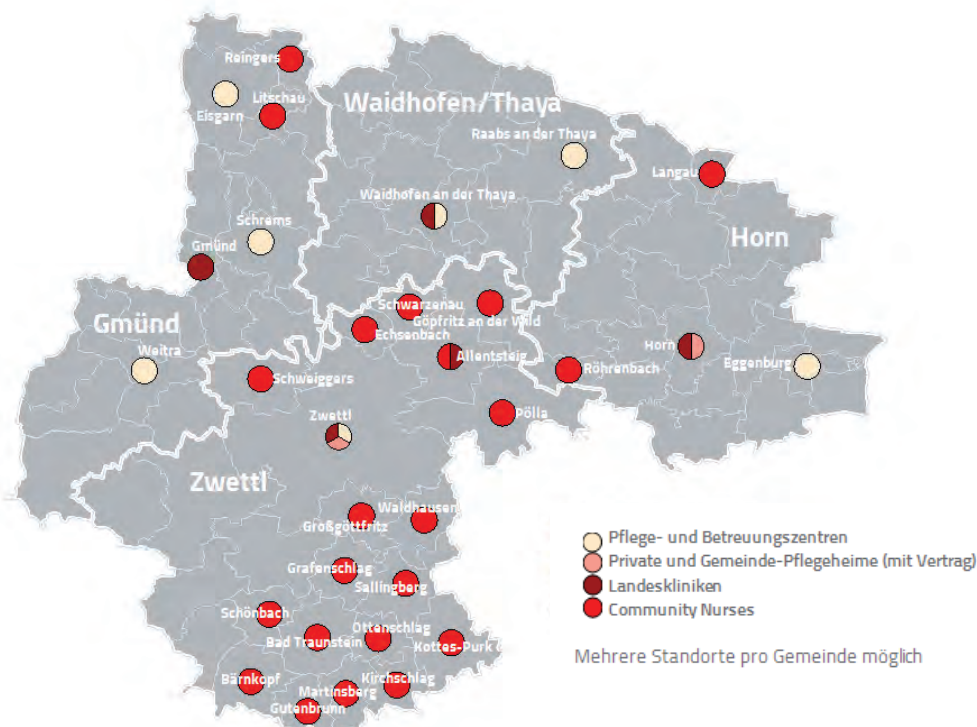 Reingers
Litschau
Eisgarn
Waidhofen/Thaya
Raabs an der Thaya
Langau
Waidhofen an der Thaya
Schrems
Gmünd
Horn
Gmünd
Schwarzenau
Göpfritz an der Wild
Echsenbach
Weitra
Allentsteig
Horn
Eggenburg
Röhrenbach
Schweiggers
Pölla
Zwettl
Zwettl
Waldhausen
Großgöttfritz
Grafenschlag
Sallingberg
Schönbach
Ottenschlag
Bad Traunstein
Kottes-Purk
Bärnkopf
Kirchschlag
Martinsberg
Gutenbrunn
Pflege- und Betreuungszentren
Private und Gemeinde-Pflegeheime (mit Vertrag)
Landeskliniken
Community Nurses
Mehrere Standorte pro Gemeinde möglich